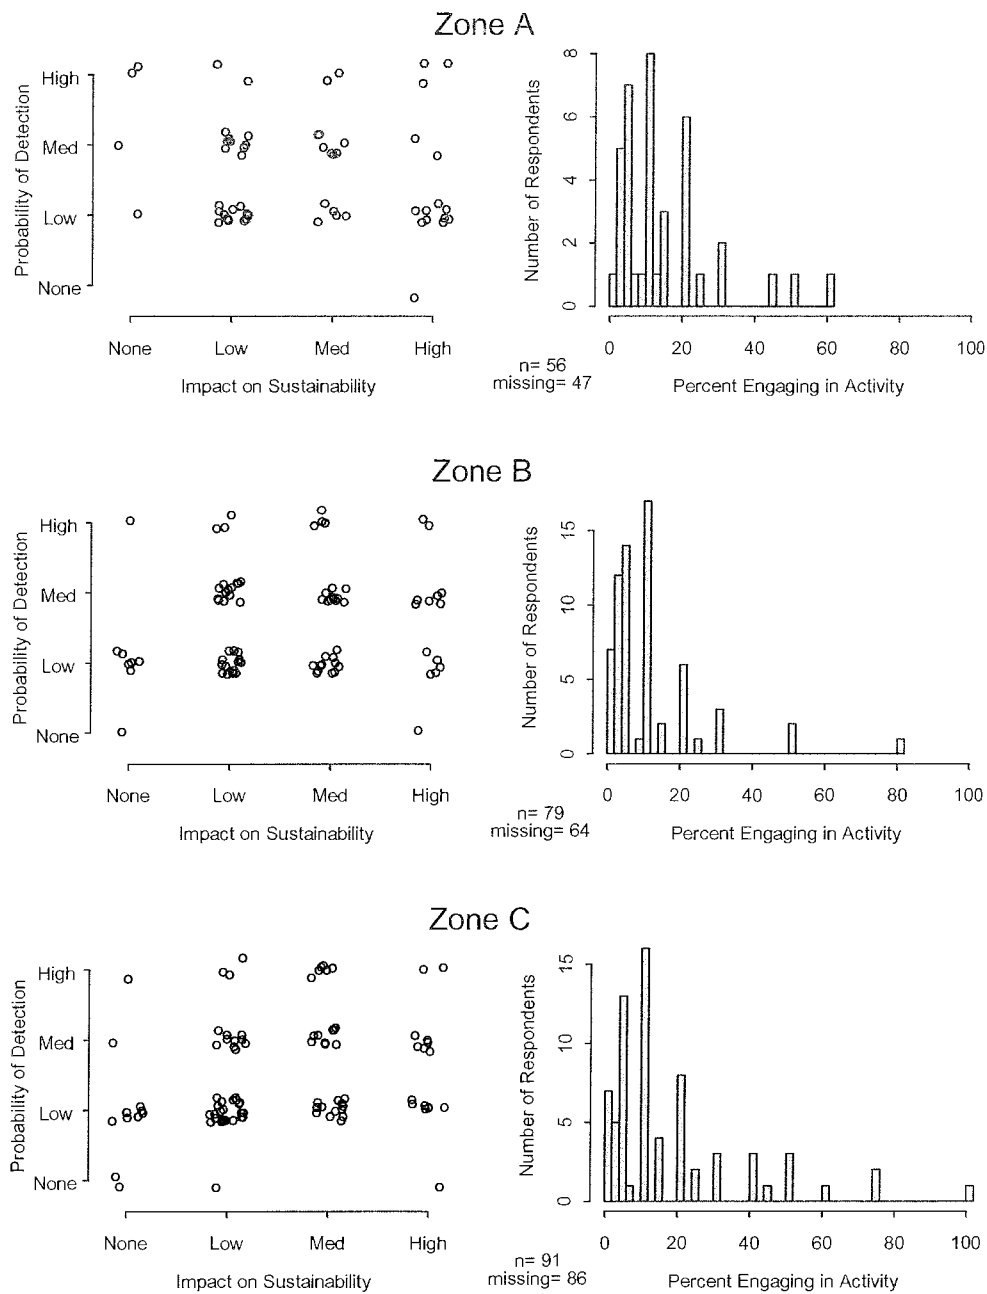 Zone A
Probability of Detection
High
Med
Low
None
None Low Med High
Impact on Sustainability
n= 56
missing= 47
Number of Respondents
8
6
4
2
0
0 20 40 60 80 100
Percent Engaging in Activity
Zone B
Probability of Detection
High
Med
Low
None
None Low Med High
Impact on Sustainability
n= 79
missing= 64
Number of Respondents
15
10
5
0
0 20 40 60 80 100
Percent Engaging in Activity
Zone C
Probability of Detection
High
Med
Low
None
None Low Med High
Impact on Sustainability
n= 91
missing= 86
Number of Respondents
15
10
5
0
0 20 40 60 80 100
Percent Engaging in Activity